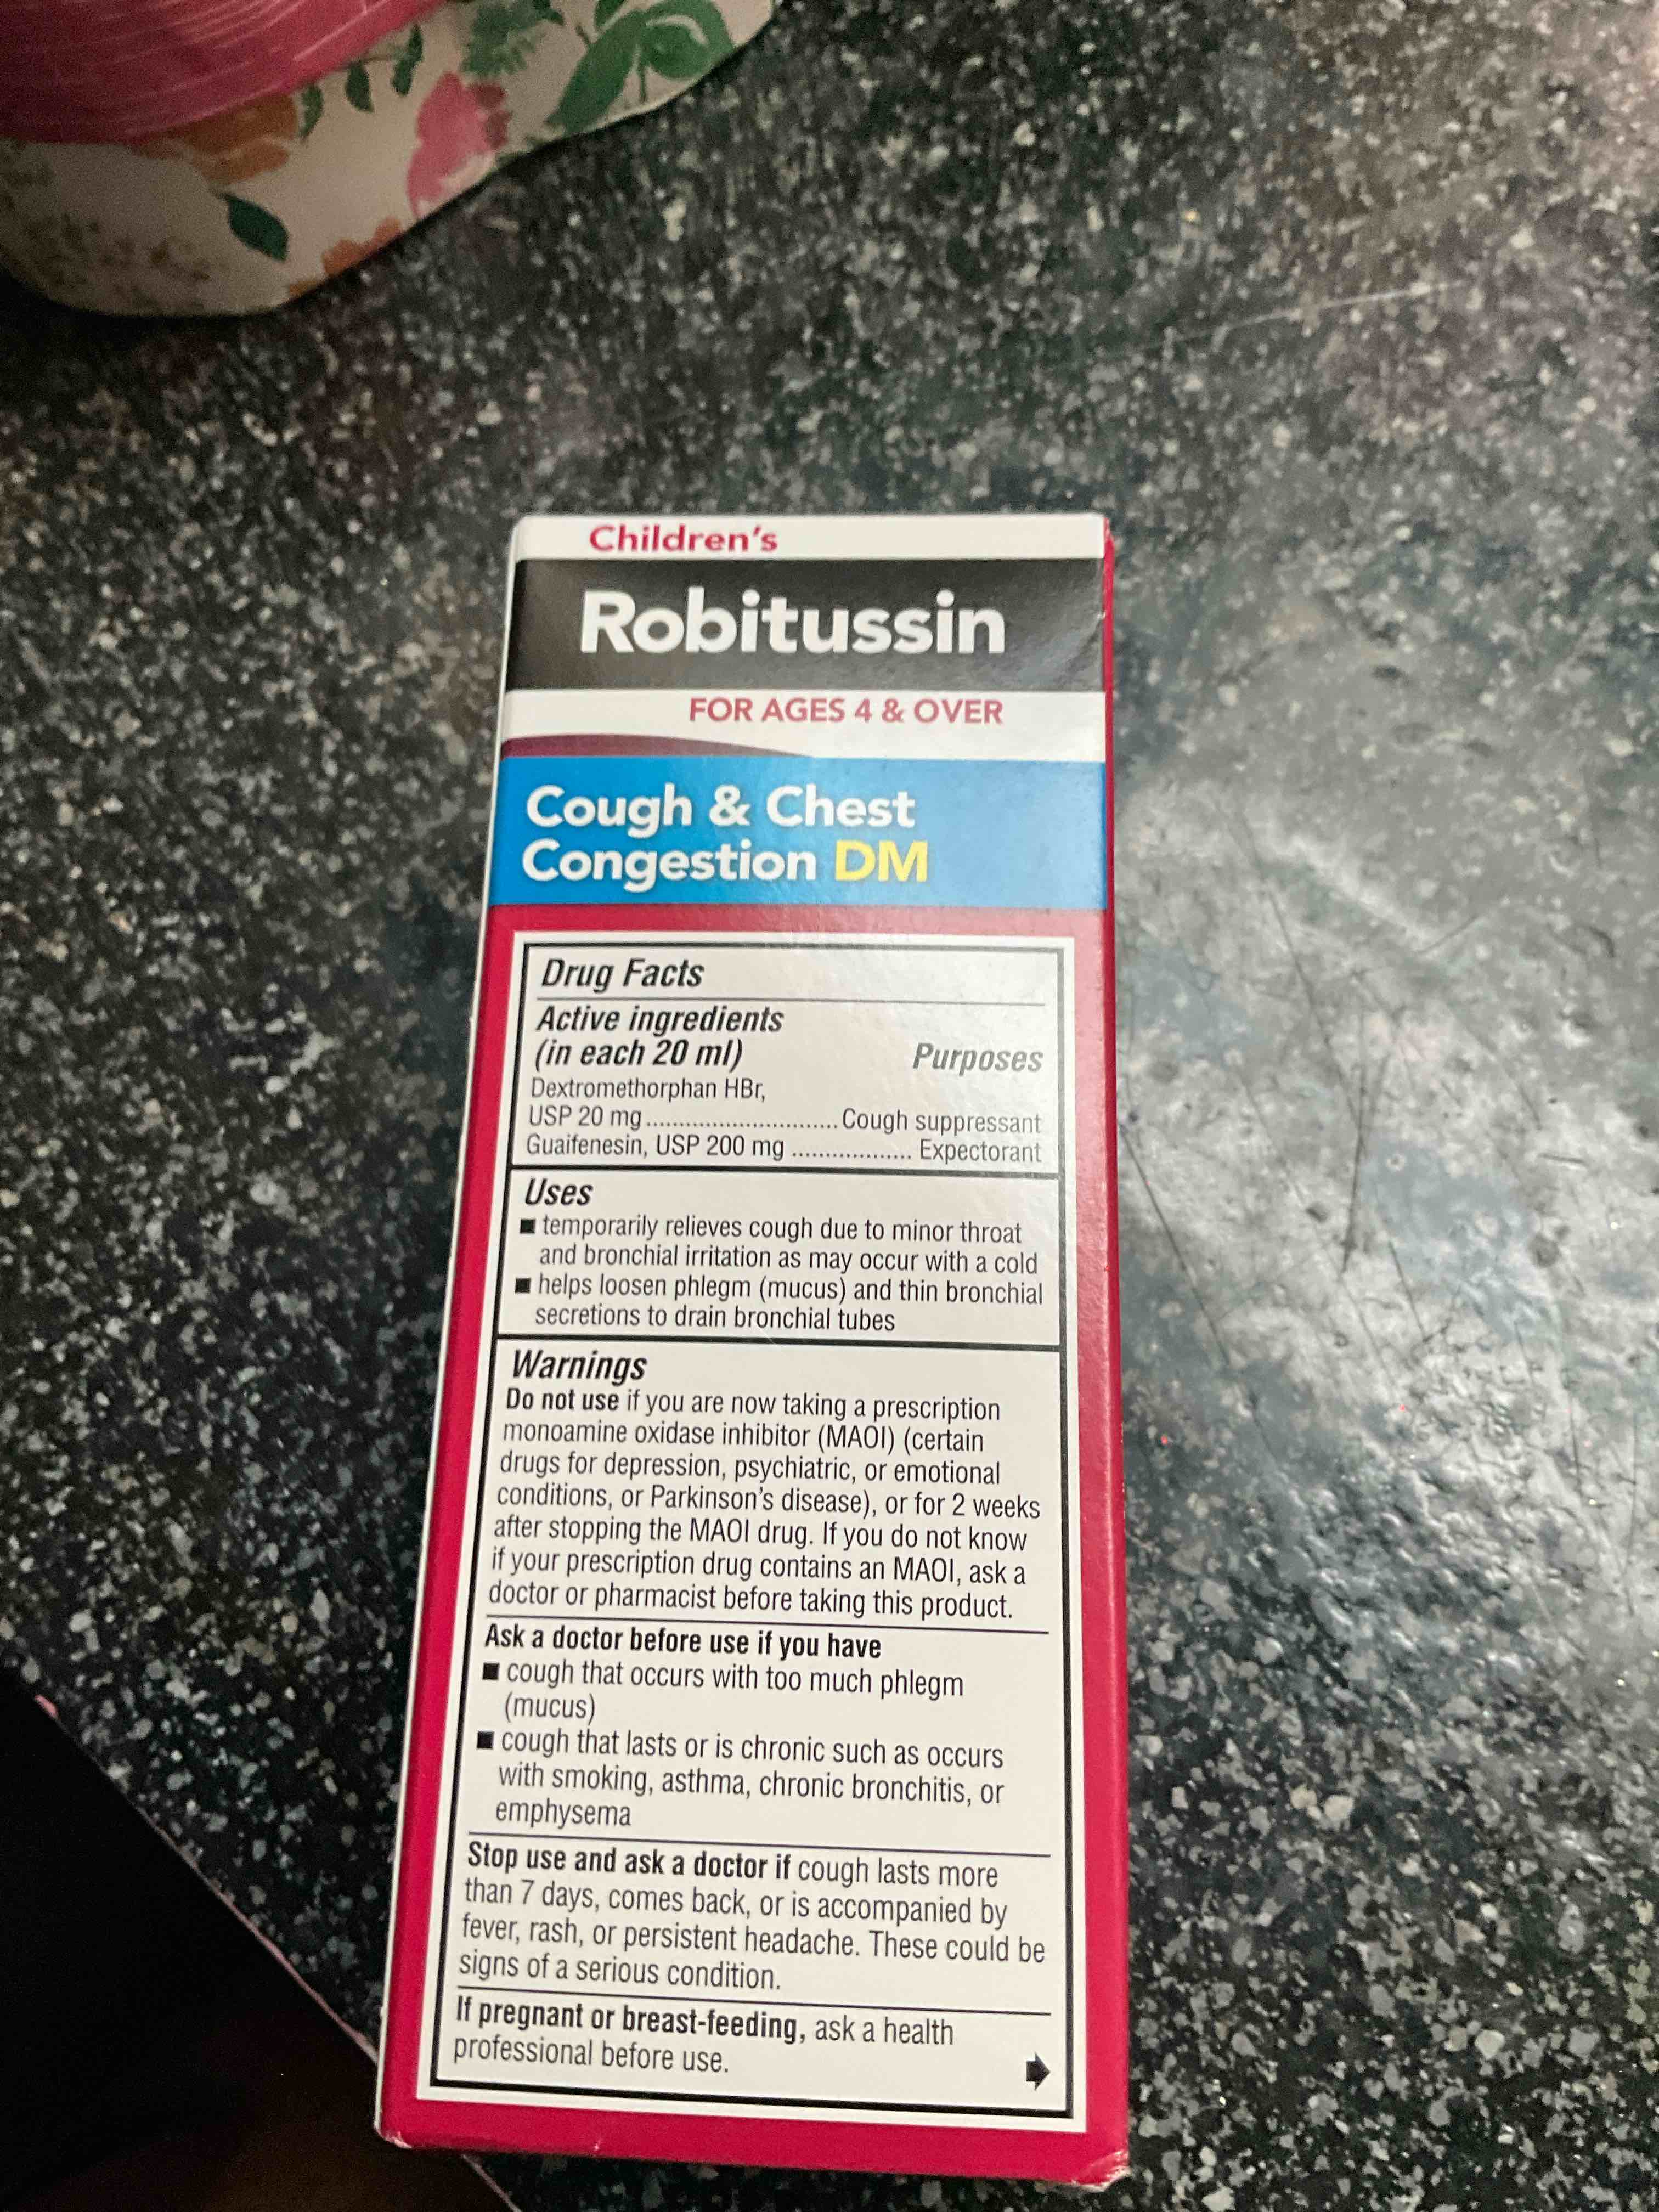 Children's
Robitussin
FOR AGES 4 & OVER
Cough & Chest
Congestion DM
Drug Facts
Active ingredients
(in each 20 ml) Purposes
Dextromethorphan HBr,
USP 20 mg............................Cough suppressant
Guaifenesin, USP 200 mg .................. Expectorant
Uses
■ temporarily relieves cough due to minor throat
and bronchial irritation as may occur with a cold
■ helps loosen phlegm (mucus) and thin bronchial
secretions to drain bronchial tubes
Warnings
Do not use if you are now taking a prescription
monoamine oxidase inhibitor (MAOI) (certain
drugs for depression, psychiatric, or emotional
conditions, or Parkinson's disease), or for 2 weeks
after stopping the MAOI drug. If you do not know
if your prescription drug contains an MAOI, ask a
doctor or pharmacist before taking this product.
Ask a doctor before use if you have
■ cough that occurs with too much phlegm
(mucus)
■ cough that lasts or is chronic such as occurs
with smoking, asthma, chronic bronchitis, or
emphysema
Stop use and ask a doctor if cough lasts more
than 7 days, comes back, or is accompanied by
fever, rash, or persistent headache. These could be
signs of a serious condition.
If pregnant or breast-feeding, ask a health
professional before use.